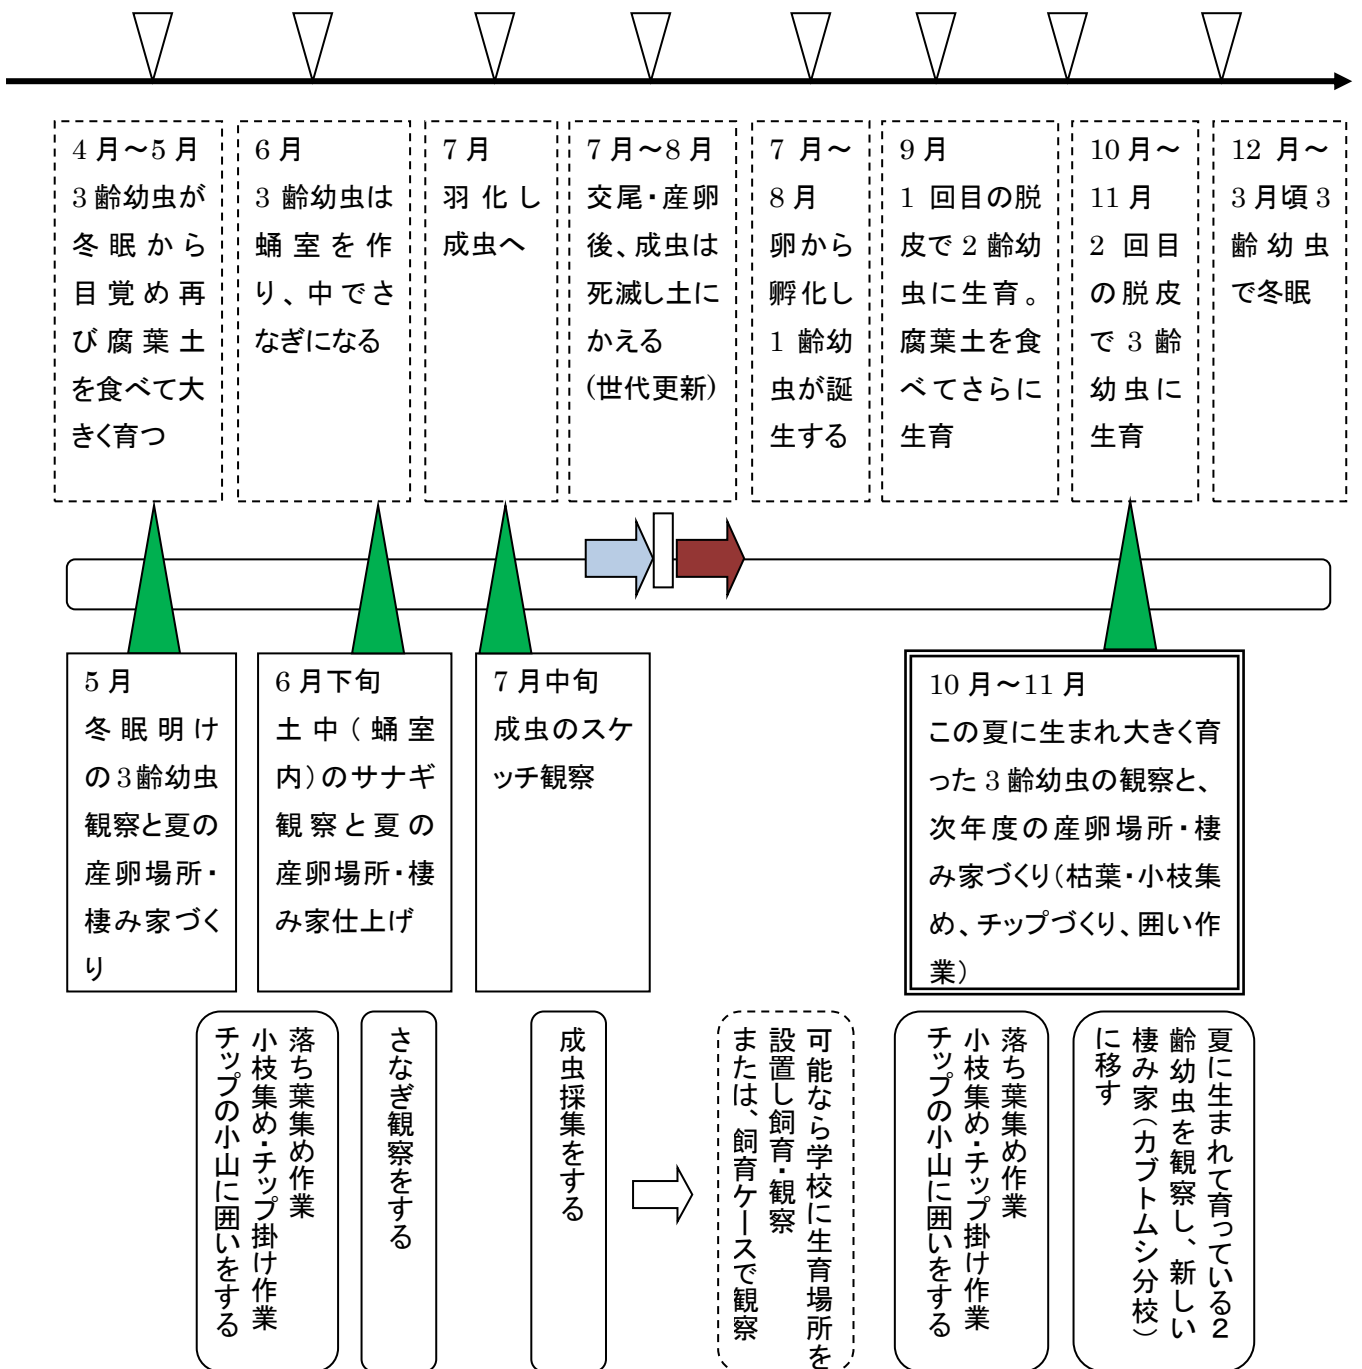 4 月～5 月
3 齢幼虫が
冬眠から
目覚め再
び腐葉土
を食べて大
きく育つ
6 月
3 齢幼虫は
蛹室を作
り、中でさ
なぎになる
7 月
羽化し
成虫へ
7 月～8 月
交尾・産卵
後、成虫は
死滅し土に
かえる
(世代更新)
7 月～
8 月
卵から
孵化し
1 齢幼
虫が誕
生する
9 月
1 回目の脱
皮で 2 齢幼
虫に生育。
腐葉土を食
べてさらに
生育
10 月～
11 月
2 回目
の脱皮
で 3 齢
幼虫に
生育
12 月～
3 月頃 3
齢幼虫
で冬眠
5 月
冬眠明け
の 3 齢幼虫
観察と夏の
産卵場所・
棲み家づく
り
6 月下旬
土中（蛹室
内）のサナギ
観察と夏の
産卵場所・棲
み家仕上げ
7 月中旬
成虫のスケ
ッチ観察
10 月～11 月
この夏に生まれ大きく育
った 3 齢幼虫の観察と、
次年度の産卵場所・棲
み家づくり（枯葉・小枝集
め、チップづくり、囲い作
業）
落ち葉集め作業
小枝集め・チップ掛け作業
チップの小山に囲いをする
さなぎ観察をする
成虫採集をする
可能なら学校に生育場所を
設置し飼育・観察
または、飼育ケースで観察
落ち葉集め作業
小枝集め・チップ掛け作業
チップの小山に囲いをする
夏に生まれて育っている２
齢幼虫を観察し、新しい
棲み家（カブトムシ分校）
に移す